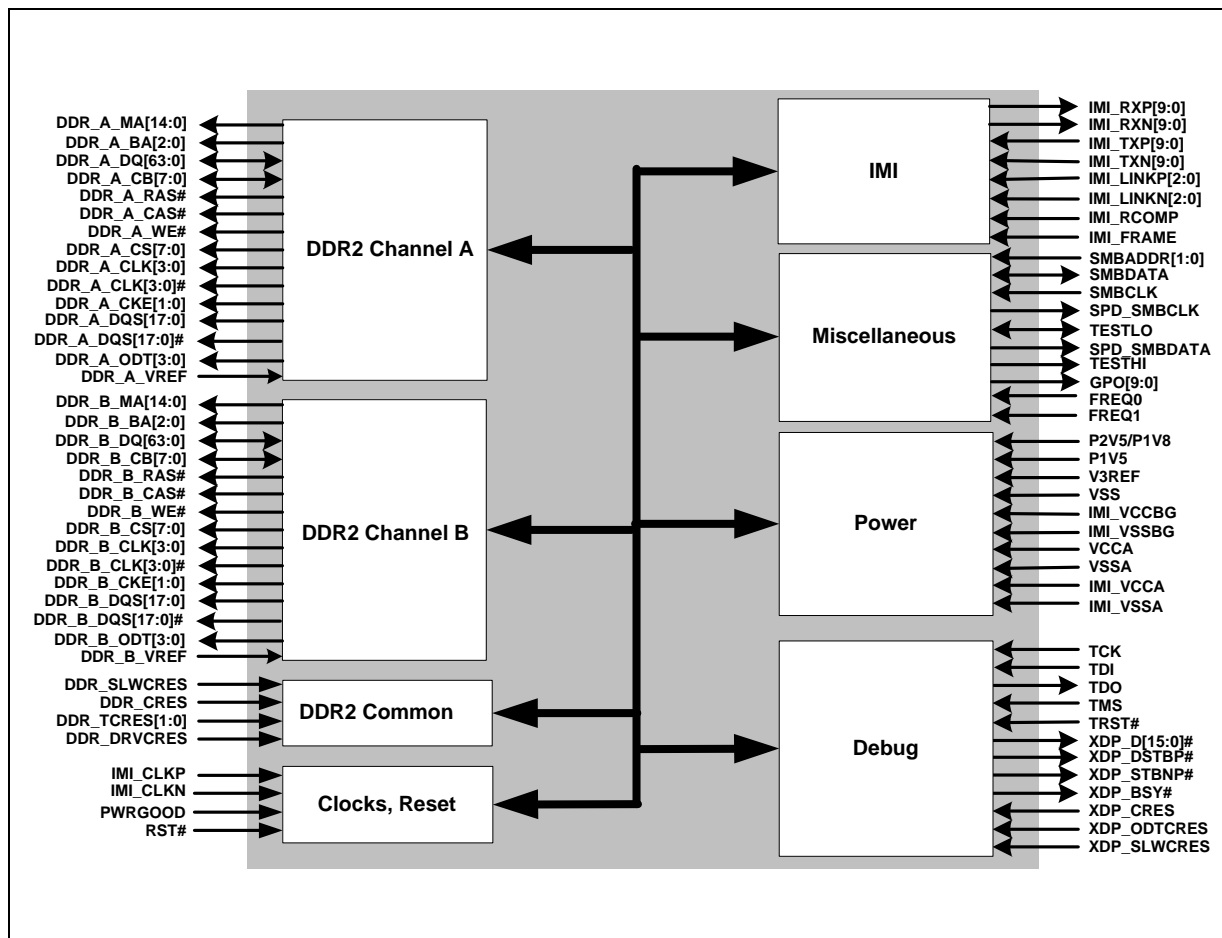 DDR_A_MA[14:0]
DDR_A_BA[2:0]
DDR_A_DQ[63:0]
DDR_A_CB[7:0]
DDR_A_RAS#
DDR_A_CAS#
DDR_A_WE#
DDR_A_CS[7:0]
DDR_A_CLK[3:0]
DDR_A_CLK[3:0]#
DDR_A_CKE[1:0]
DDR_A_DQS[17:0]
DDR_A_DQS[17:0]#
DDR_A_ODT[3:0]
DDR_A_VREF
DDR2 Channel A
DDR_B_MA[14:0]
DDR_B_BA[2:0]
DDR_B_DQ[63:0]
DDR_B_CB[7:0]
DDR_B_RAS#
DDR_B_CAS#
DDR_B_WE#
DDR_B_CS[7:0]
DDR_B_CLK[3:0]
DDR_B_CLK[3:0]#
DDR_B_CKE[1:0]
DDR_B_DQS[17:0]
DDR_B_DQS[17:0]#
DDR_B_ODT[3:0]
DDR_B_VREF
DDR2 Channel B
DDR_SLWCRES
DDR_CRES
DDR_TCRES[1:0]
DDR_DRVCRES
DDR2 Common
IMI_CLKP
IMI_CLKN
PWRGOOD
RST#
Clocks, Reset
IMI
IMI_RXP[9:0]
IMI_RXN[9:0]
IMI_TXP[9:0]
IMI_TXN[9:0]
IMI_LINKP[2:0]
IMI_LINKN[2:0]
IMI_RCOMP
IMI_FRAME
Miscellaneous
SMBADDR[1:0]
SMBDATA
SMBCLK
SPD_SMBCLK
TESTLO
SPD_SMBDATA
TESTHI
GPO[9:0]
FREQ0
FREQ1
Power
P2V5/P1V8
P1V5
V3REF
VSS
IMI_VCCBG
IMI_VSSBG
VCCA
VSSA
IMI_VCCA
IMI_VSSA
Debug
TCK
TDI
TDO
TMS
TRST#
XDP_D[15:0]#
XDP_DSTBP#
XDP_STBNP#
XDP_BSY#
XDP_CRES
XDP_ODTCRES
XDP_SLWCRES